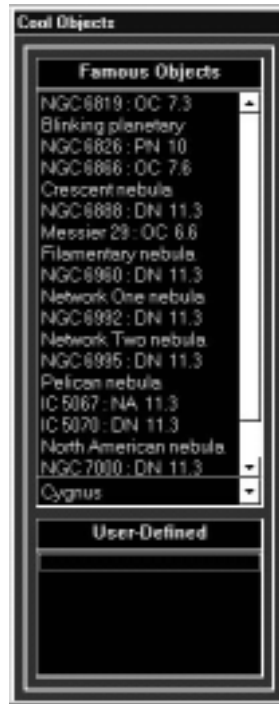 Cool Objects
Famous Objects
NGC 6819 : OC 7.3
Blinking planetary
NGC 6826 : PN 10
NGC 6866 : OC 7.6
Crescent nebula
NGC 6888 : DN 11.3
Messier 29 : OC 6.6
Filamentary nebula
NGC 6960 : DN 11.3
Network One nebula
NGC 6992 : DN 11.3
Network Two nebula
NGC 6995 : DN 11.3
Pelican nebula
IC 5067 : NA 11.3
IC 5070 : DN 11.3
North American nebula
NGC 7000 : DN 11.3
Cygnus
User-Defined